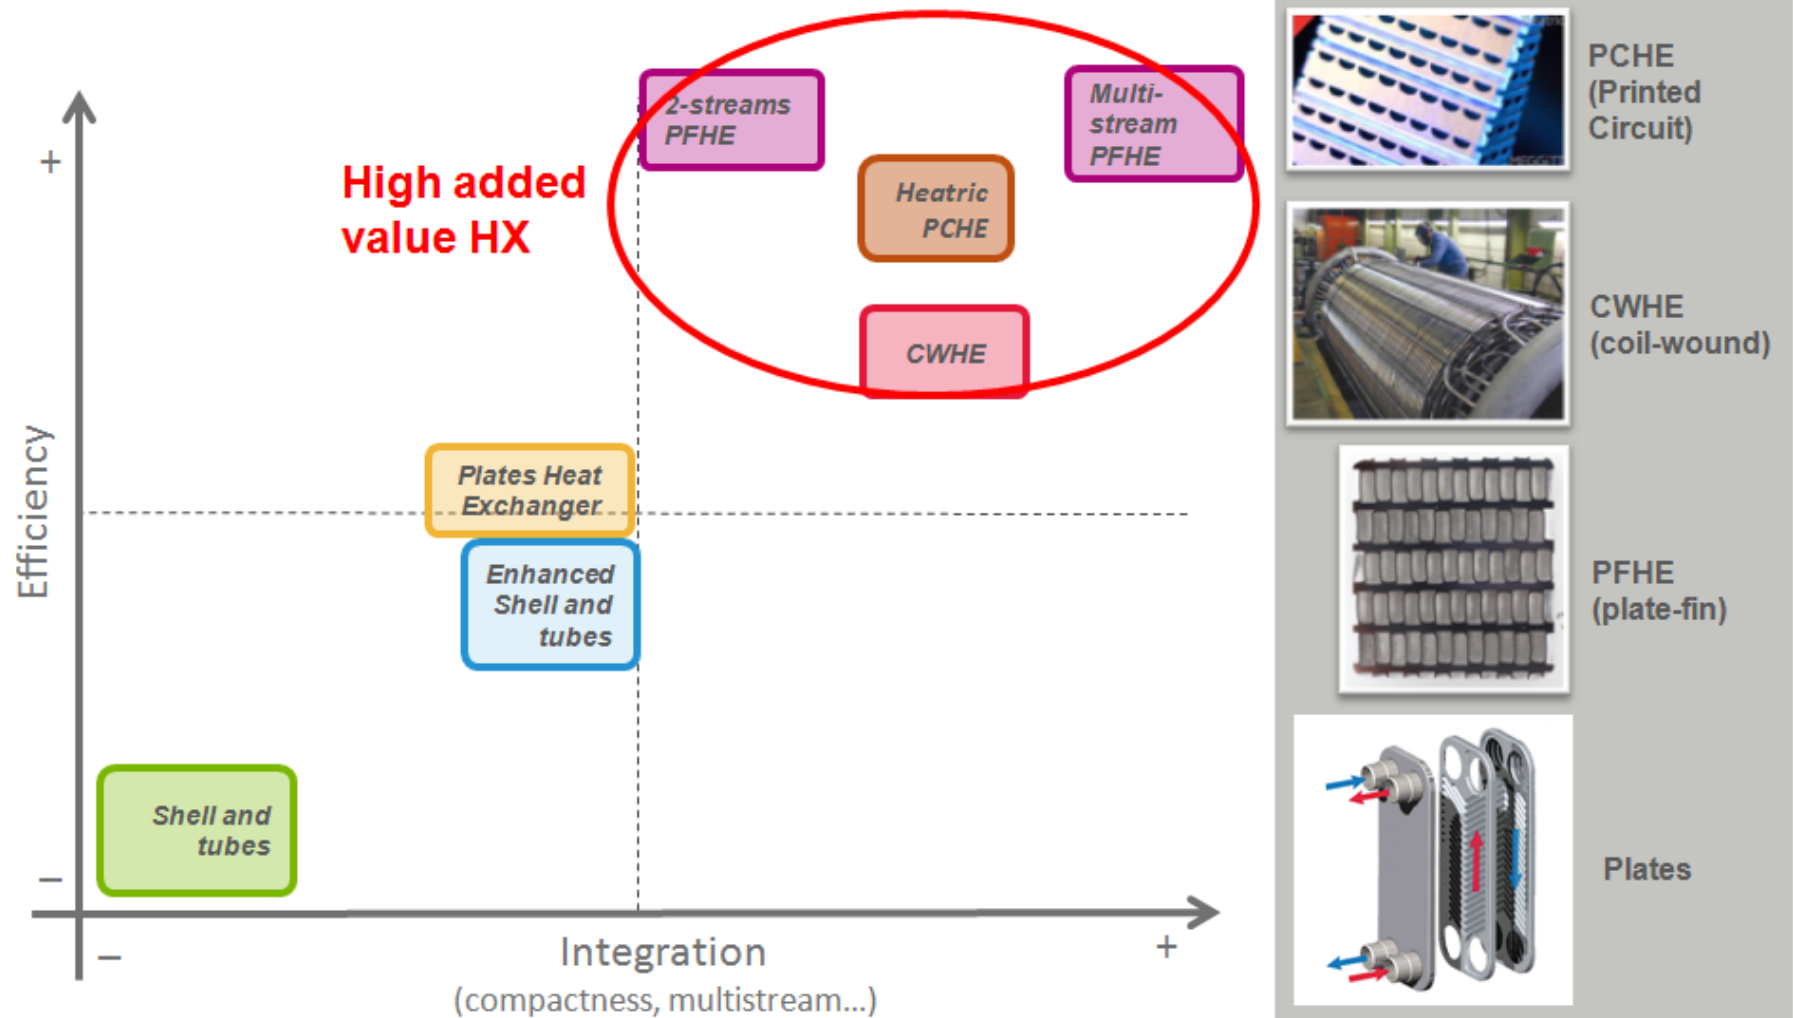 2-streams
PFHE
Multi-
stream
PFHE
High added
value HX
Heatric
PCHE
CWHE
Plates Heat
Exchanger
Enhanced
Shell and
tubes
Shell and
tubes
+
Efficiency
–
–
Integration
+
(compactness, multistream...)
PCHE
(Printed
Circuit)
CWHE
(coil-wound)
PFHE
(plate-fin)
Plates